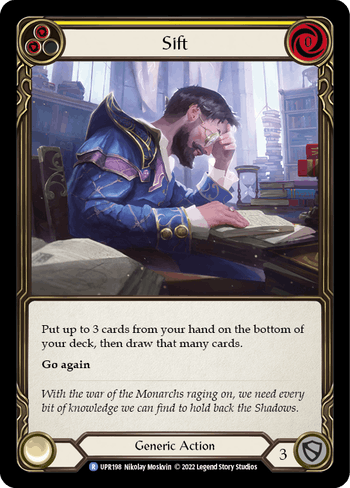 Sift
0
Put up to 3 cards from your hand on the bottom of
your deck, then draw that many cards.
Go again
With the war of the Monarchs raging on, we need every
bit of knowledge we can find to hold back the Shadows.
Generic Action
3
R UPR198 Nikolay Moskvin © 2022 Legend Story Studios